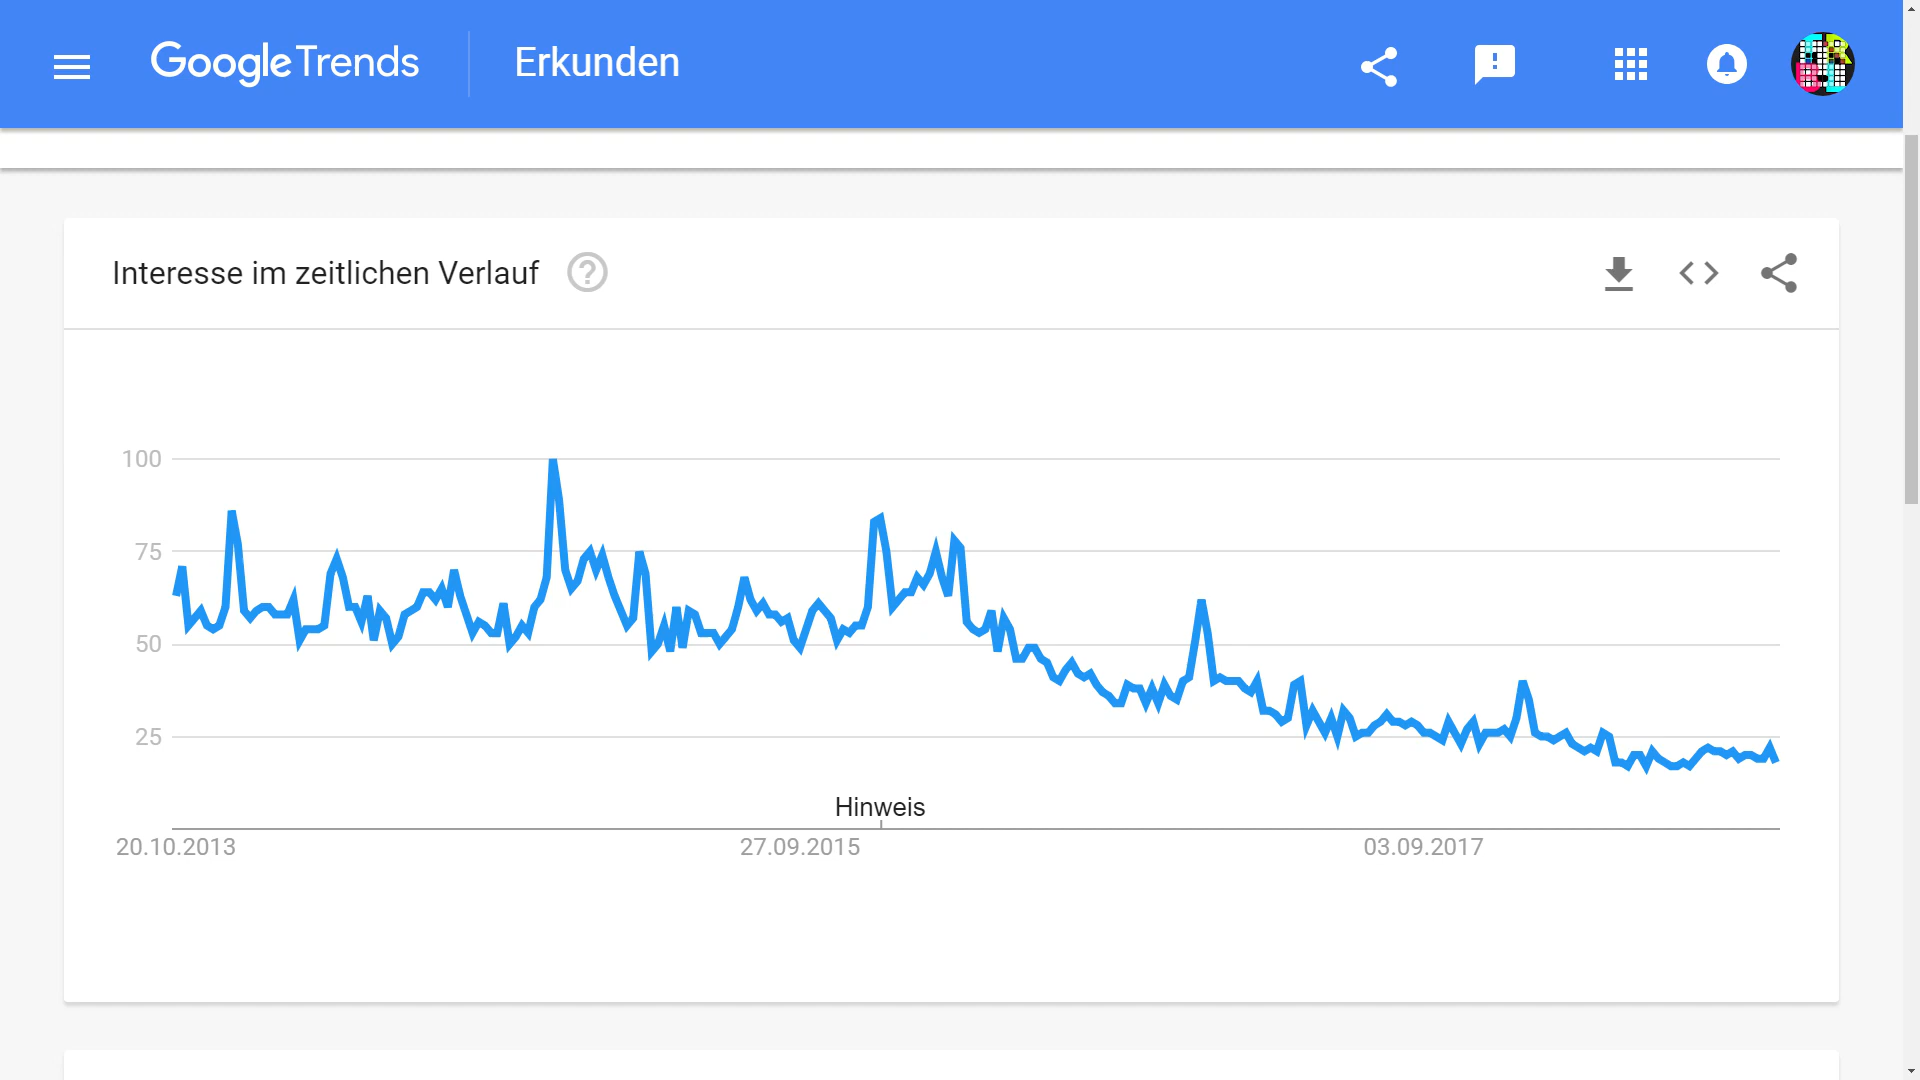 Google Trends Erkunden
Interesse im zeitlichen Verlauf ?
100
75
50
25
Hinweis
20.10.2013 27.09.2015 03.09.2017